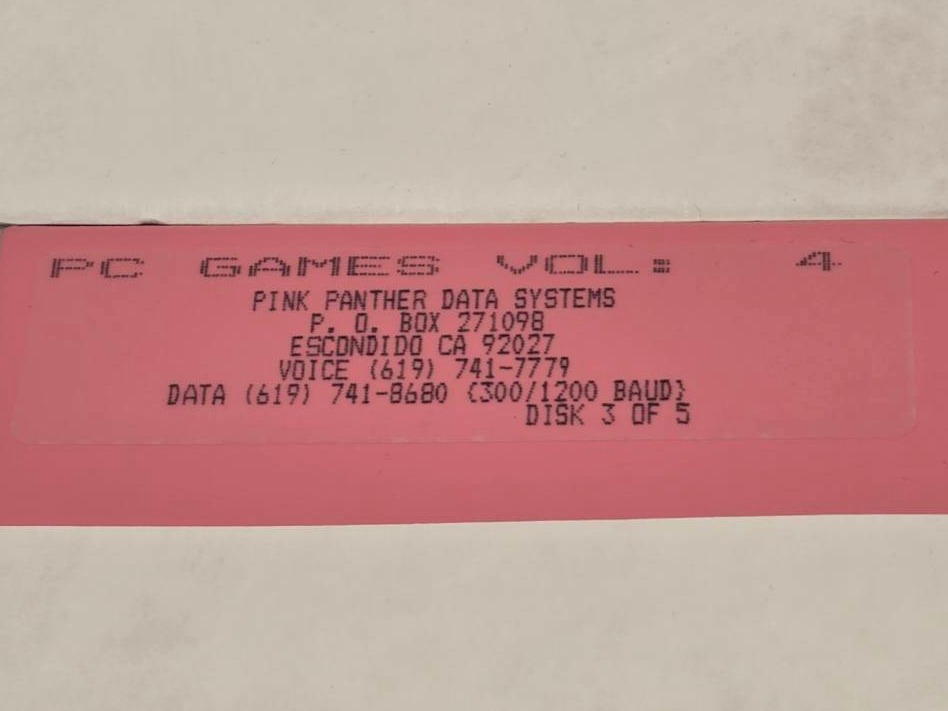 PC GAMES VOL: 4
PINK PANTHER DATA SYSTEMS
P. O. BOX 271098
ESCONDIDO CA 92027
VOICE (619) 741-7779
DATA (619) 741-8680 {300/1200 BAUD}
DISK 3 OF 5